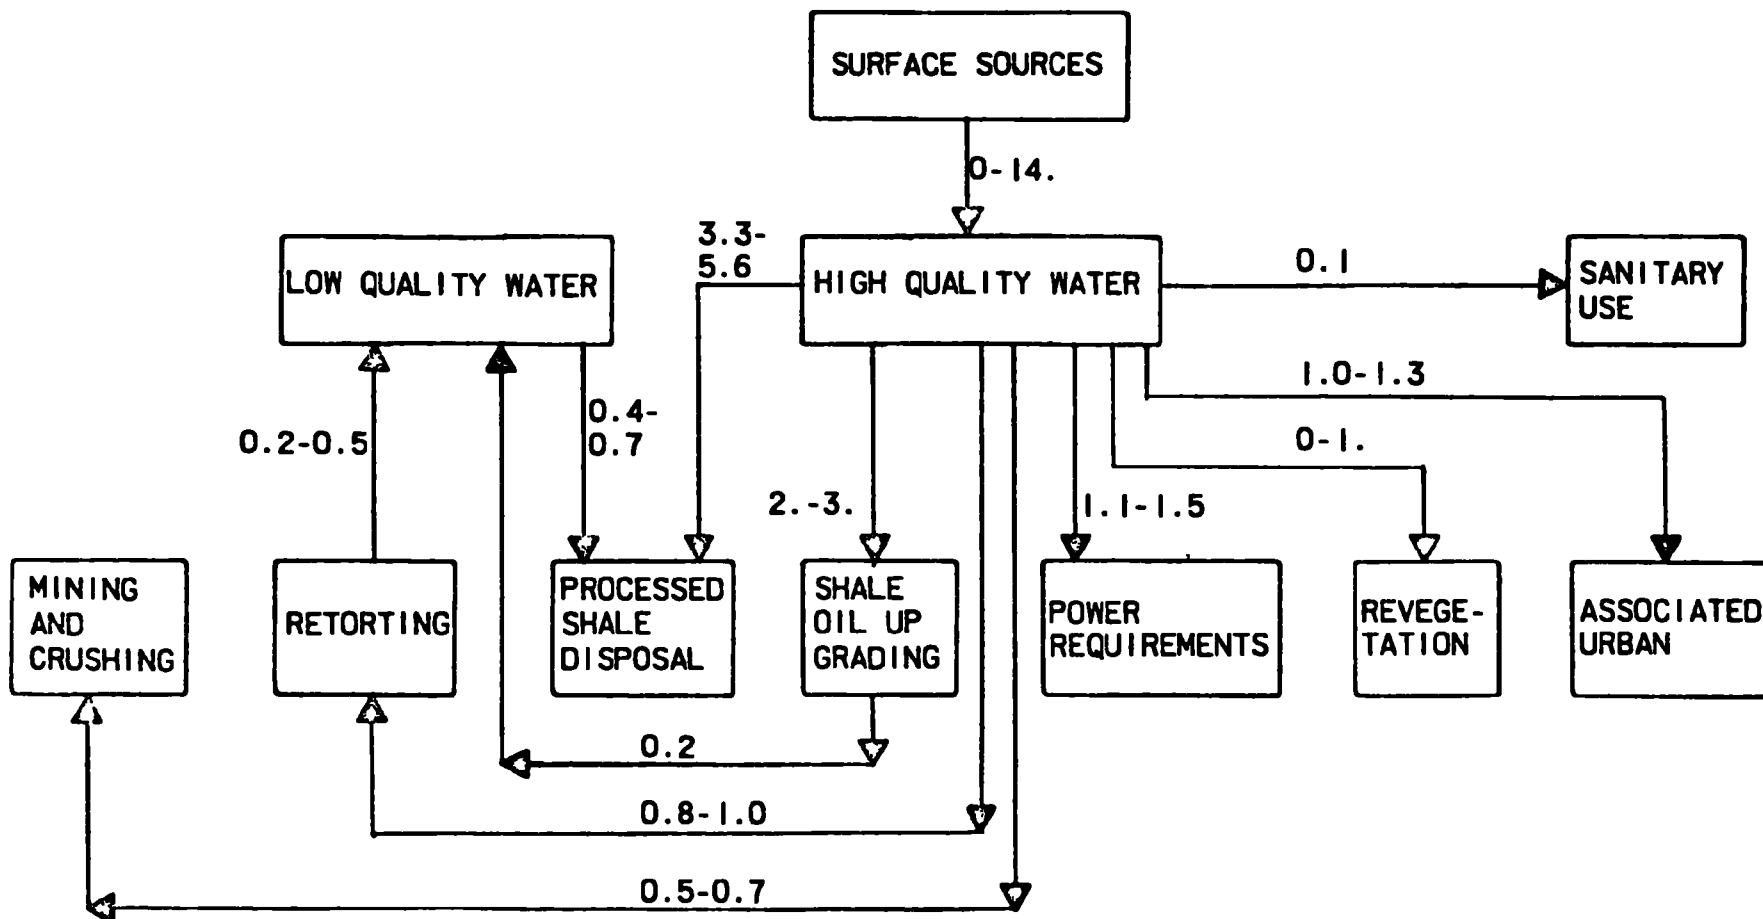 SURFACE SOURCES
0-14.
3.3-
5.6
LOW QUALITY WATER
HIGH QUALITY WATER
0.1
SANITARY
USE
1.0-1.3
0.4-
0.7
0.2-0.5
0-1.
2.-3.
1.1-1.5
MINING
AND
CRUSHING
RETORTING
PROCESSED
SHALE
DISPOSAL
SHALE
OIL UP
GRADING
POWER
REQUIREMENTS
REVEGE-
TATION
ASSOCIATED
URBAN
0.2
0.8-1.0
0.5-0.7